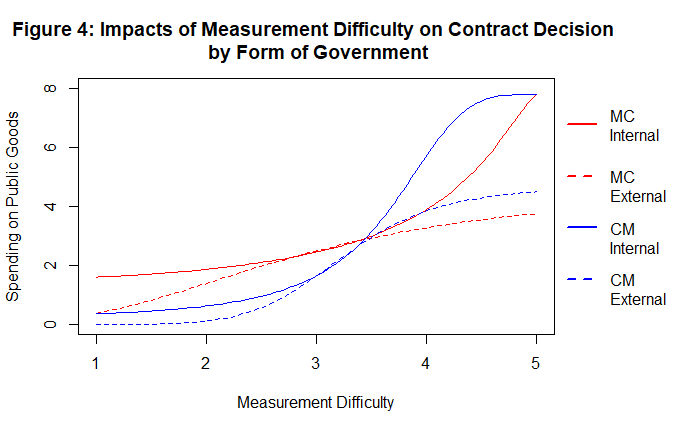 Figure 4: Impacts of Measurement Difficulty on Contract Decision
by Form of Government
Spending on Public Goods
8
6
4
2
0
1 2 3 4 5
Measurement Difficulty
MC
Internal
MC
External
CM
Internal
CM
External